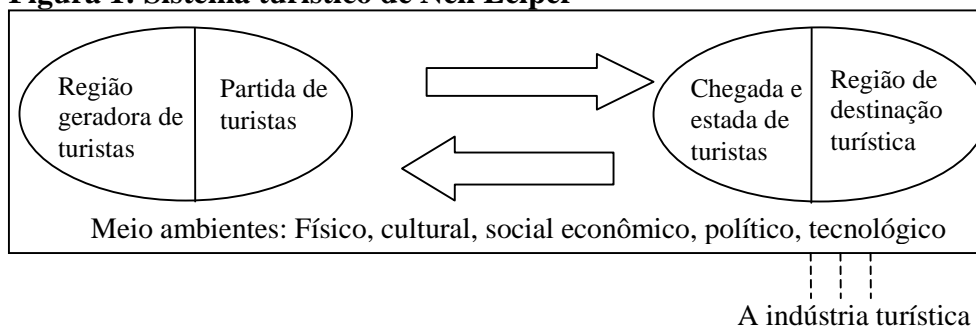 Figura 1: Sistema turístico de Neil Leiper
Região
geradora de
turistas
Partida de
turistas
Chegada e
estada de
turistas
Região de
destinação
turística
Meio ambientes: Físico, cultural, social econômico, político, tecnológico
A indústria turística